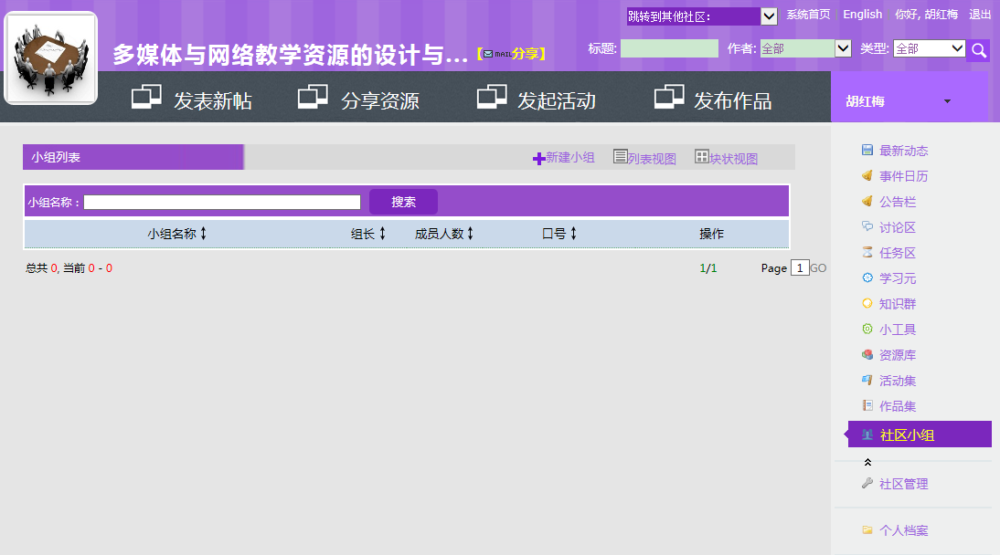 跳转到其他社区： 系统首页 English 你好, 胡红梅 退出
多媒体与网络教学资源的设计与... 【MAIL分享】 标题: 作者: 全部 类型: 全部
发表新帖 分享资源 发起活动 发布作品 胡红梅
小组列表 新建小组 列表视图 块状视图
小组名称： 搜索
小组名称 组长 成员人数 口号 操作
总共 0, 当前 0 - 0 1/1 Page 1 GO
最新动态
事件日历
公告栏
讨论区
任务区
学习元
知识群
小工具
资源库
活动集
作品集
社区小组
社区管理
个人档案